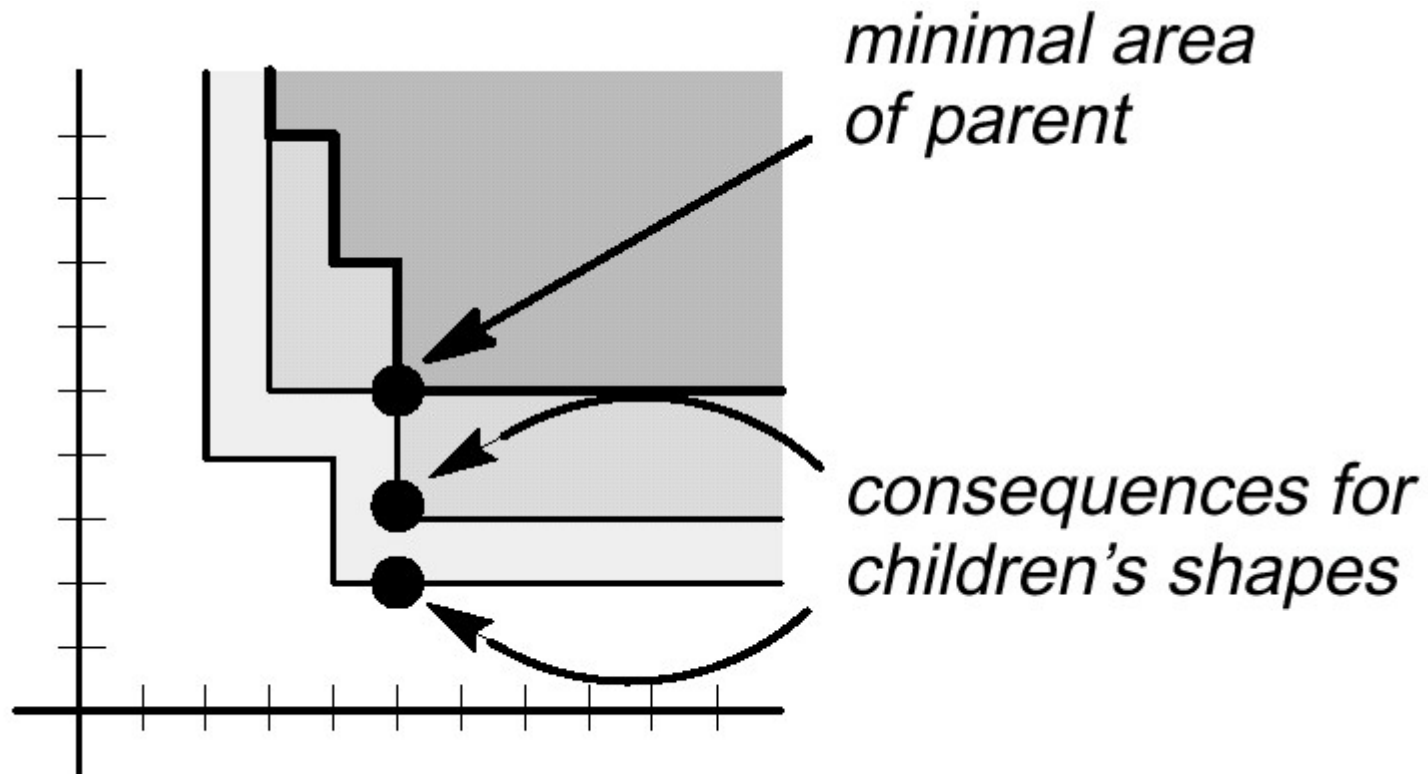 minimal area
of parent
consequences for
children's shapes